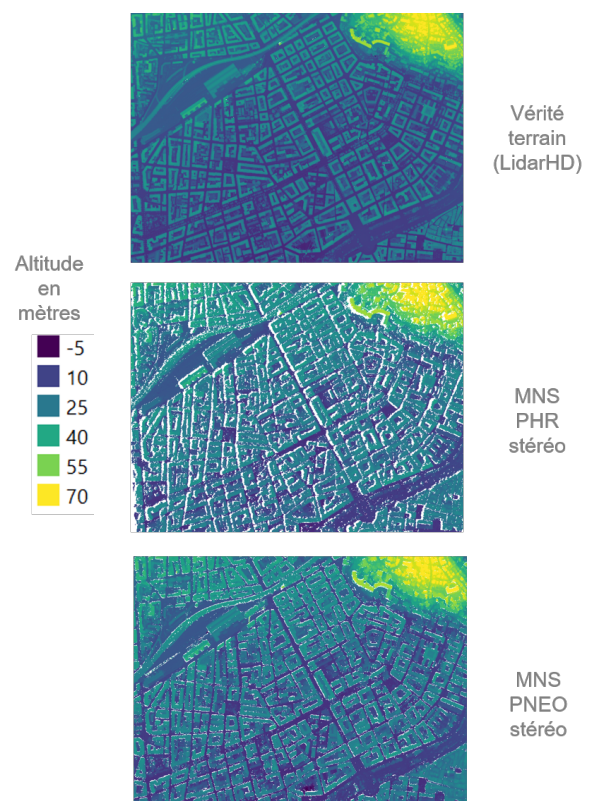 Vérité
terrain
(LidarHD)
Altitude
en
mètres
-5
10
25
40
55
70
MNS
PHR
stéréo
MNS
PNEO
stéréo